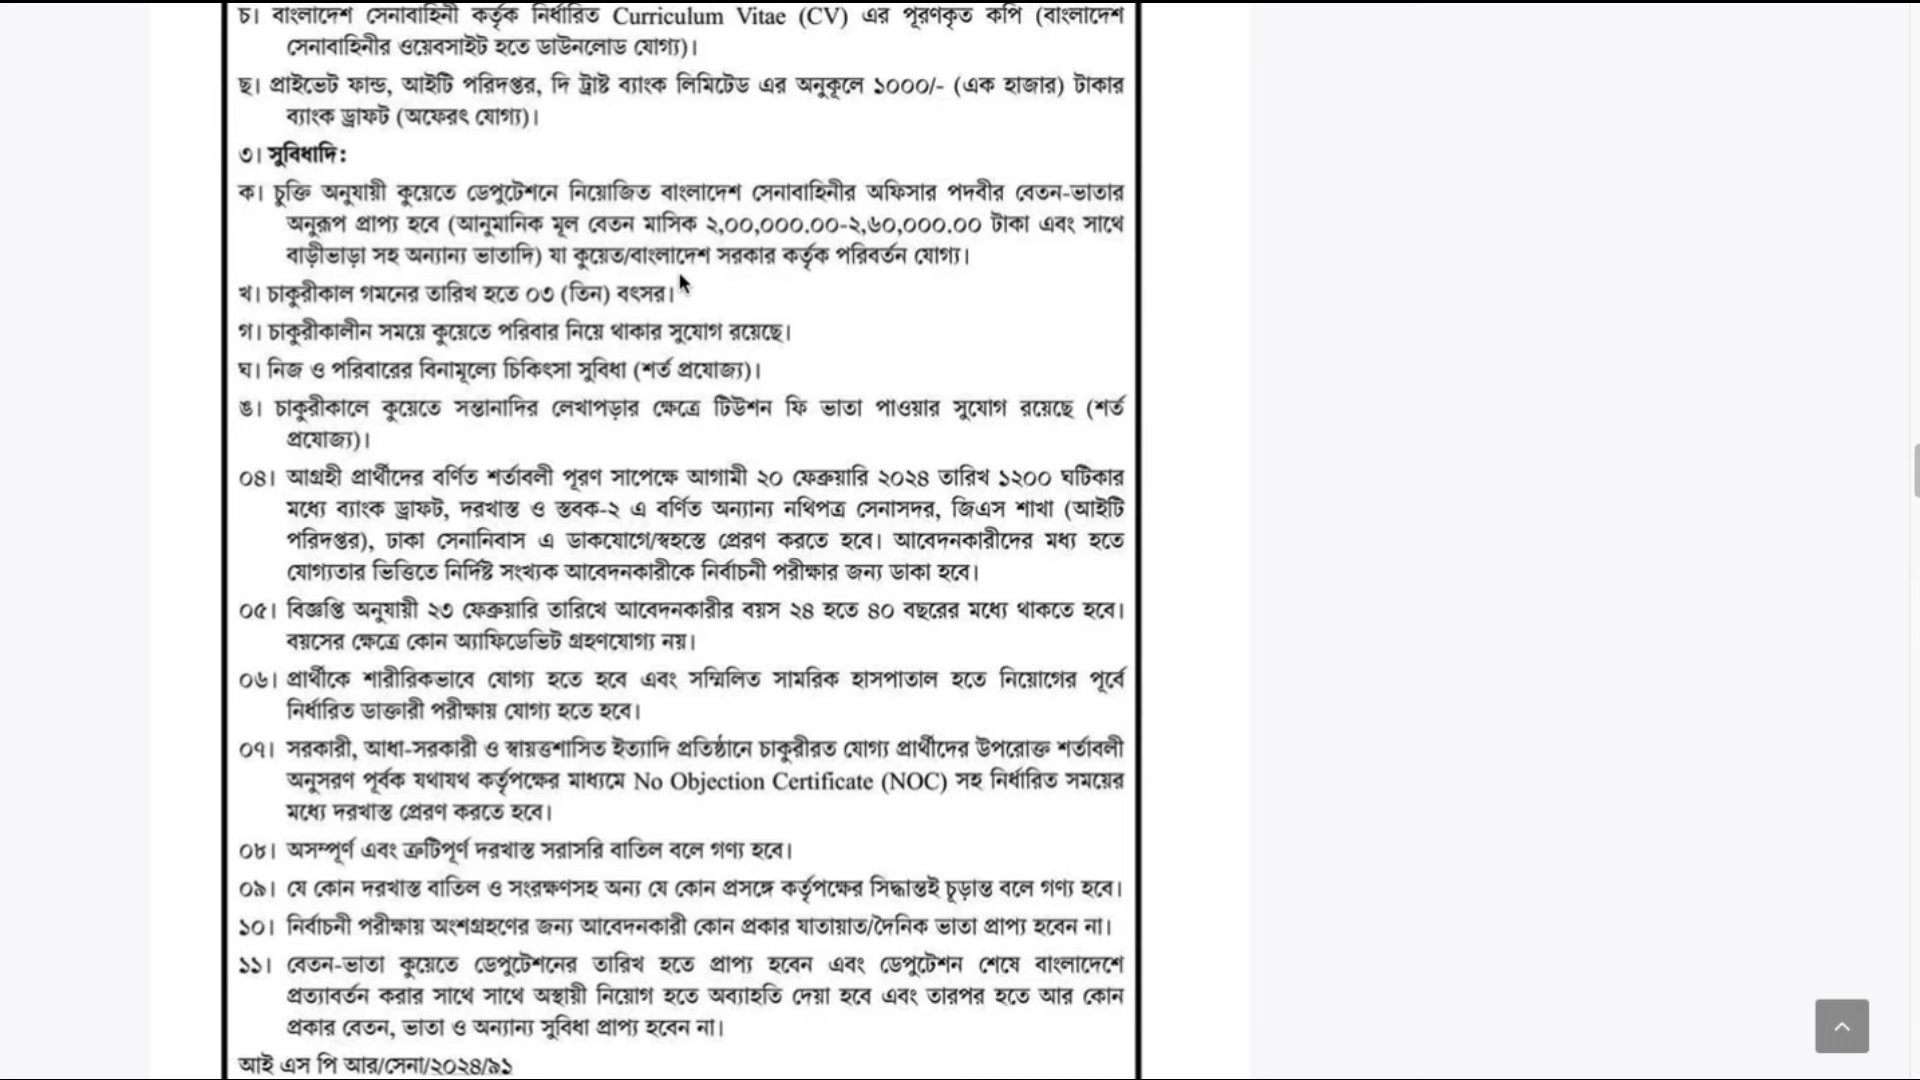 চ। বাংলাদেশ সেনাবাহিনী কর্তৃক নির্ধারিত Curriculum Vitae (CV) এর পূরণকৃত কপি (বাংলাদেশ
সেনাবাহিনীর ওয়েবসাইট হতে ডাউনলোড যোগ্য)।
ছ। প্রাইভেট ফান্ড, আইটি পরিদপ্তর, দি ট্রাষ্ট ব্যাংক লিমিটেড এর অনুকূলে ১০০০/- (এক হাজার) টাকার
ব্যাংক ড্রাফট (অফেরৎ যোগ্য)।
৩। সুবিধাদি:
ক। চুক্তি অনুযায়ী কুয়েতে ডেপুটেশনে নিয়োজিত বাংলাদেশ সেনাবাহিনীর অফিসার পদবীর বেতন-ভাতার
অনুরূপ প্রাপ্য হবে (আনুমানিক মূল বেতন মাসিক ২,০০,০০০.০০-২,৬০,০০০.০০ টাকা এবং সাথে
বাড়ীভাড়া সহ অন্যান্য ভাতাদি) যা কুয়েত/বাংলাদেশ সরকার কর্তৃক পরিবর্তন যোগ্য।
খ। চাকুরীকাল গমনের তারিখ হতে ০৩ (তিন) বৎসর।
গ। চাকুরীকালীন সময়ে কুয়েতে পরিবার নিয়ে থাকার সুযোগ রয়েছে।
ঘ। নিজ ও পরিবারের বিনামূল্যে চিকিৎসা সুবিধা (শর্ত প্রযোজ্য)।
ঙ। চাকুরীকালে কুয়েতে সন্তানাদির লেখাপড়ার ক্ষেত্রে টিউশন ফি ভাতা পাওয়ার সুযোগ রয়েছে (শর্ত
প্রযোজ্য)।
০৪। আগ্রহী প্রার্থীদের বর্ণিত শর্তাবলী পূরণ সাপেক্ষে আগামী ২০ ফেব্রুয়ারি ২০২৪ তারিখ ১২০০ ঘটিকার
মধ্যে ব্যাংক ড্রাফট, দরখাস্ত ও স্তবক-২ এ বর্ণিত অন্যান্য নথিপত্র সেনাসদর, জিএস শাখা (আইটি
পরিদপ্তর), ঢাকা সেনানিবাস এ ডাকযোগে/স্বহস্তে প্রেরণ করতে হবে। আবেদনকারীদের মধ্য হতে
যোগ্যতার ভিত্তিতে নির্দিষ্ট সংখ্যক আবেদনকারীকে নির্বাচনী পরীক্ষার জন্য ডাকা হবে।
০৫। বিজ্ঞপ্তি অনুযায়ী ২৩ ফেব্রুয়ারি তারিখে আবেদনকারীর বয়স ২৪ হতে ৪০ বছরের মধ্যে থাকতে হবে।
বয়সের ক্ষেত্রে কোন অ্যাফিডেভিট গ্রহণযোগ্য নয়।
০৬। প্রার্থীকে শারীরিকভাবে যোগ্য হতে হবে এবং সম্মিলিত সামরিক হাসপাতাল হতে নিয়োগের পূর্বে
নির্ধারিত ডাক্তারী পরীক্ষায় যোগ্য হতে হবে।
০৭। সরকারী, আধা-সরকারী ও স্বায়ত্তশাসিত ইত্যাদি প্রতিষ্ঠানে চাকুরীরত যোগ্য প্রার্থীদের উপরোক্ত শর্তাবলী
অনুসরণ পূর্বক যথাযথ কর্তৃপক্ষের মাধ্যমে No Objection Certificate (NOC) সহ নির্ধারিত সময়ের
মধ্যে দরখাস্ত প্রেরণ করতে হবে।
০৮। অসম্পূর্ণ এবং ত্রুটিপূর্ণ দরখাস্ত সরাসরি বাতিল বলে গণ্য হবে।
০৯। যে কোন দরখাস্ত বাতিল ও সংরক্ষণসহ অন্য যে কোন প্রসঙ্গে কর্তৃপক্ষের সিদ্ধান্তই চূড়ান্ত বলে গণ্য হবে।
১০। নির্বাচনী পরীক্ষায় অংশগ্রহণের জন্য আবেদনকারী কোন প্রকার যাতায়াত/দৈনিক ভাতা প্রাপ্য হবেন না।
১১। বেতন-ভাতা কুয়েতে ডেপুটেশনের তারিখ হতে প্রাপ্য হবেন এবং ডেপুটেশন শেষে বাংলাদেশে
প্রত্যাবর্তন করার সাথে সাথে অস্থায়ী নিয়োগ হতে অব্যাহতি দেয়া হবে এবং তারপর হতে আর কোন
প্রকার বেতন, ভাতা ও অন্যান্য সুবিধা প্রাপ্য হবেন না।
আই এস পি আর/সেনা/২০২৪/৯১